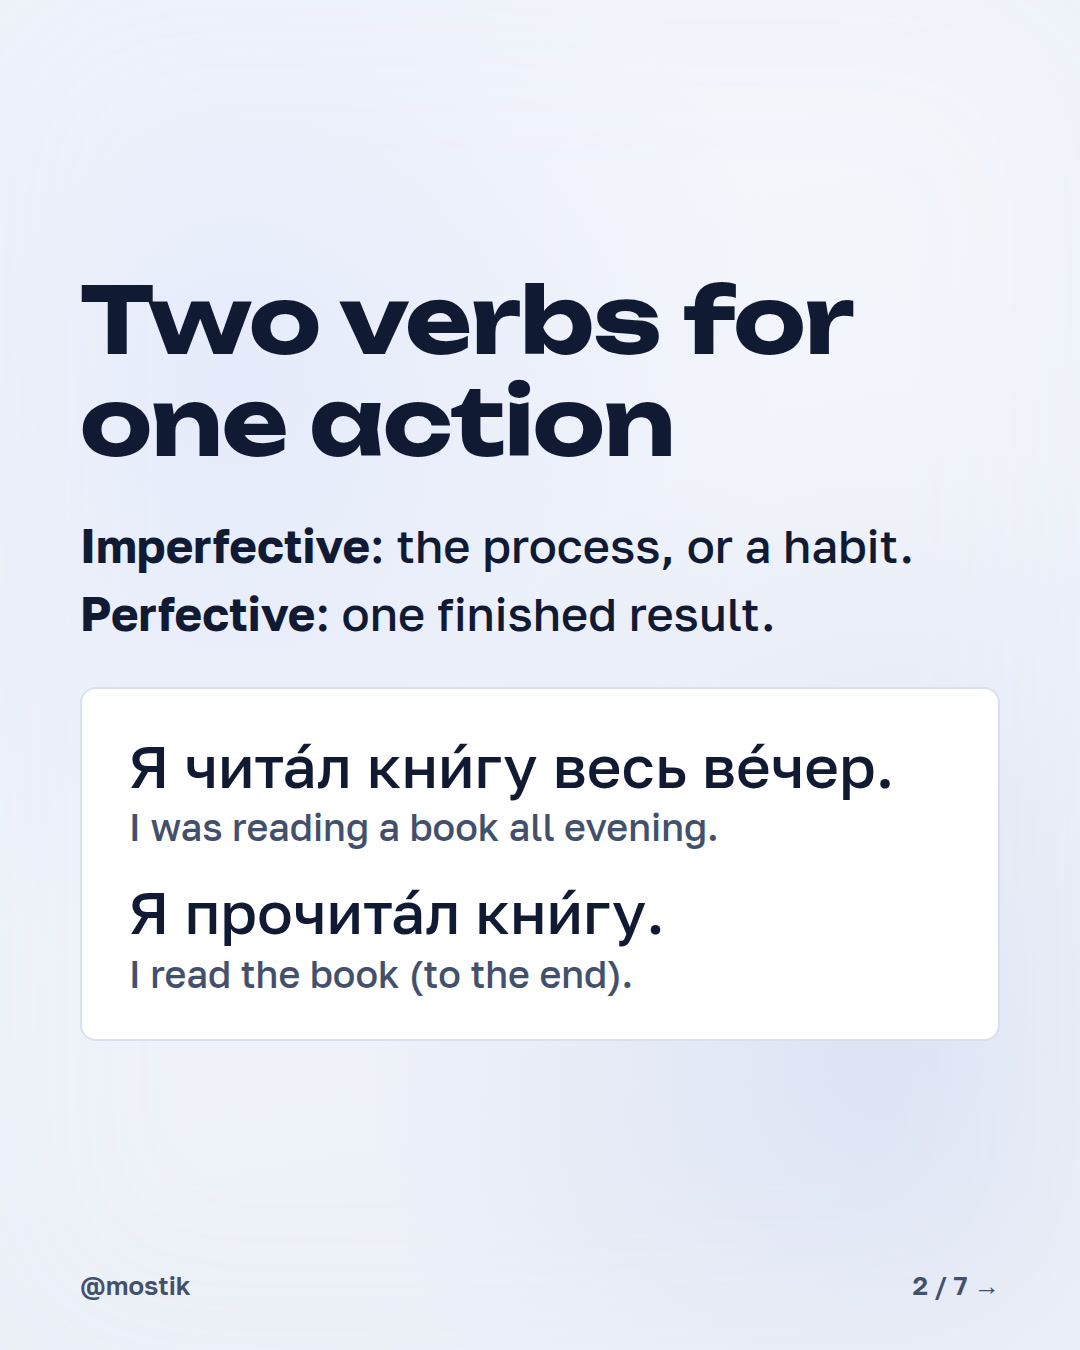 Two verbs for
one action
Imperfective: the process, or a habit.
Perfective: one finished result.
Я чита́л кни́гу весь ве́чер.
I was reading a book all evening.
Я прочита́л кни́гу.
I read the book (to the end).
@mostik
2 / 7 →